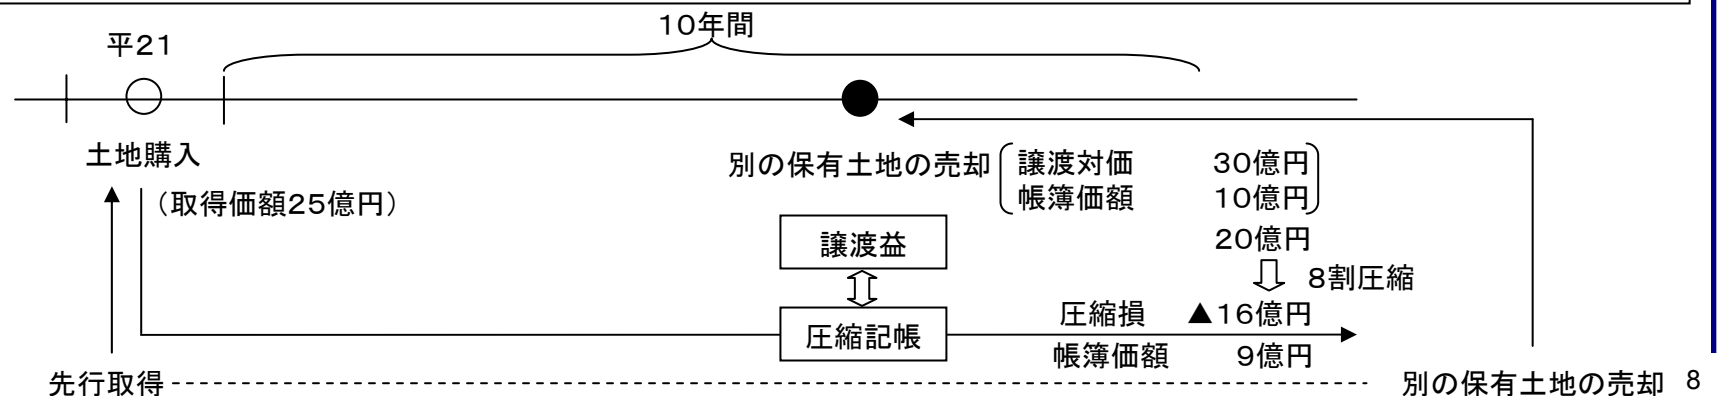 10年間
平21
土地購入
(取得価額25億円)
別の保有土地の売却
譲渡対価 30億円
帳簿価額 10億円
20億円
8割圧縮
譲渡益
圧縮記帳
圧縮損 ▲16億円
帳簿価額 9億円
先行取得
別の保有土地の売却
8